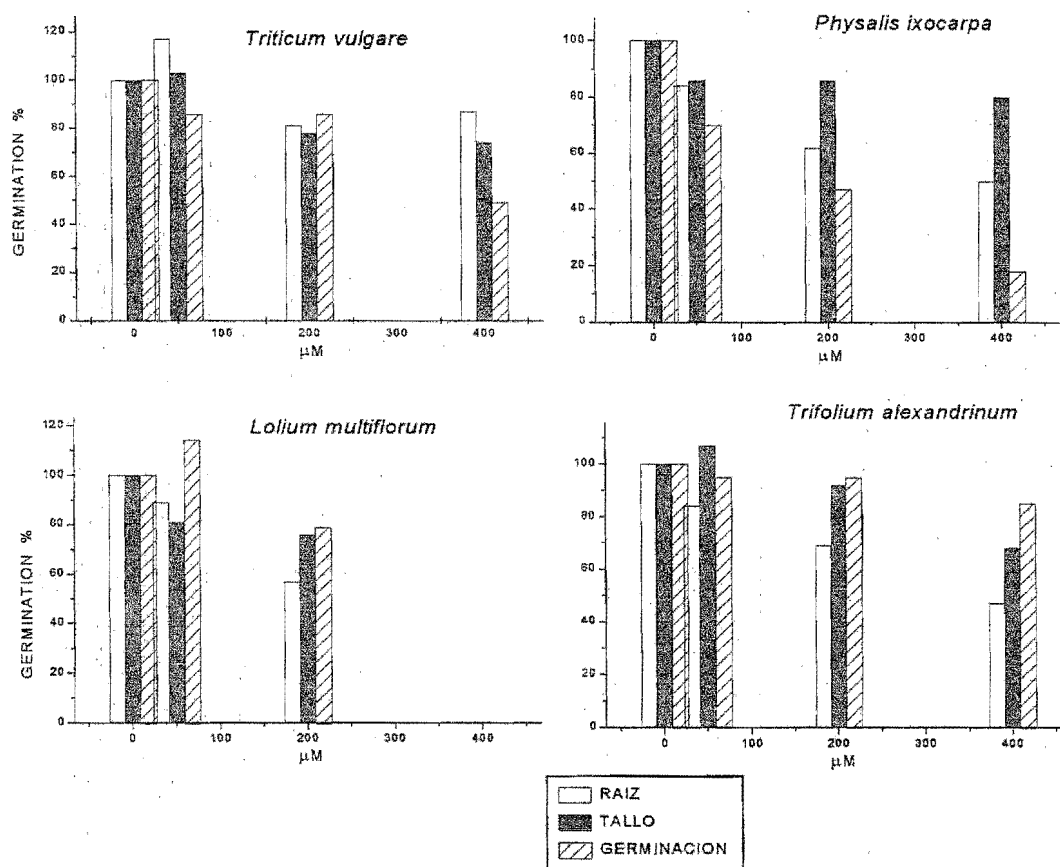 Triticum vulgare
GERMINATION %
120
100
80
60
40
20
0
0 100 200 300 400
μM
Physalis ixocarpa
100
80
60
40
20
0
0 100 200 300 400
μM
Lolium multiflorum
GERMINATION %
120
100
80
60
40
20
0
0 200 400
μM
Trifolium alexandrinum
100
80
60
40
20
0
0 100 200 300 400
μM
RAIZ
TALLO
GERMINACION